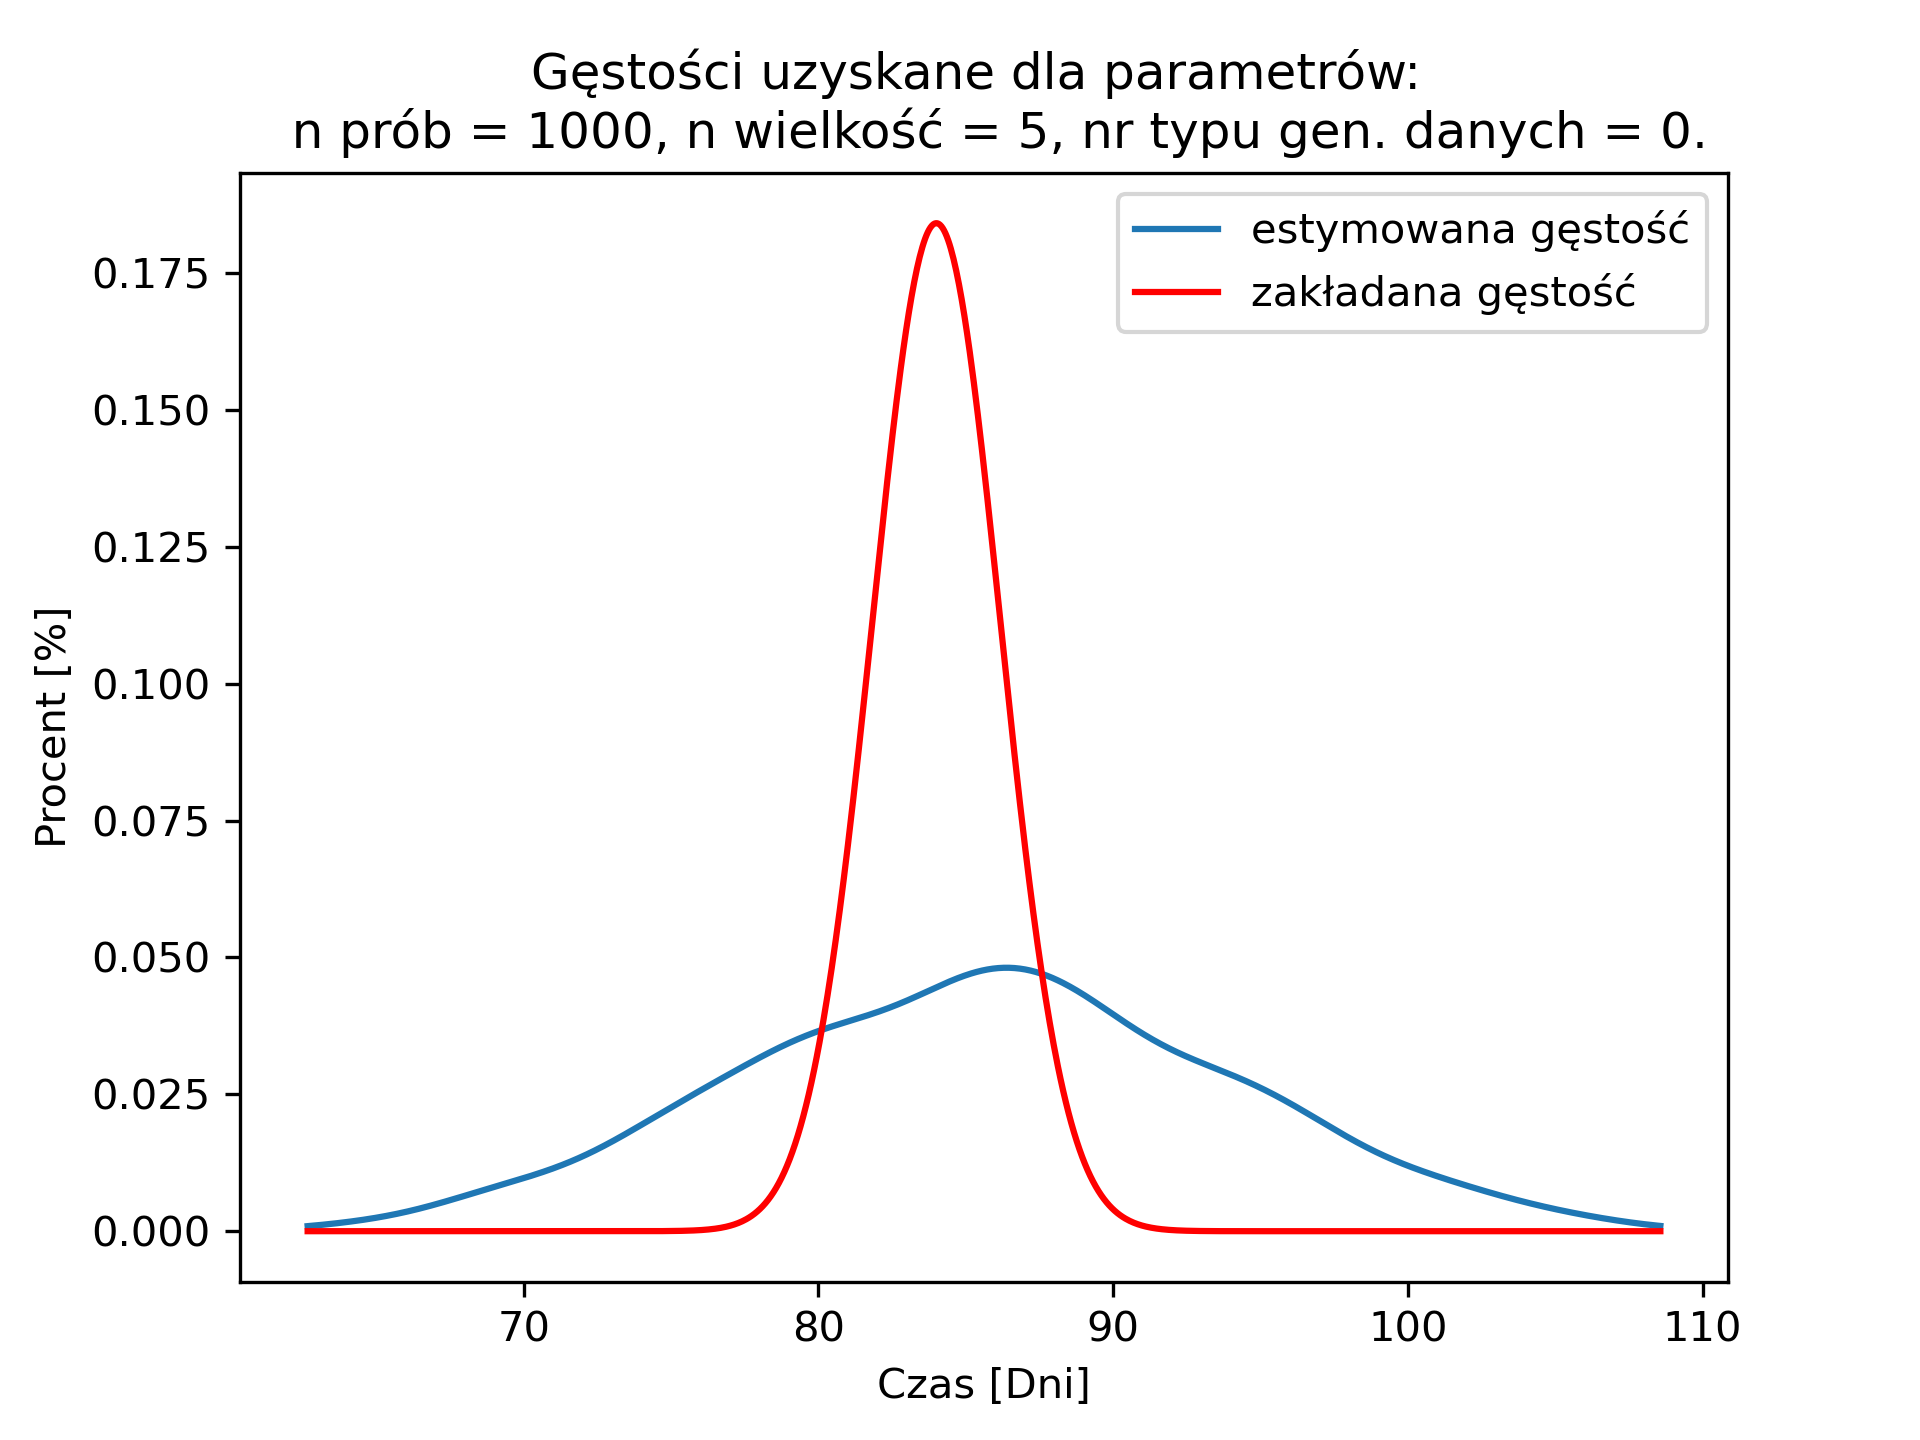 Gęstości uzyskane dla parametrów:
n prób = 1000, n wielkość = 5, nr typu gen. danych = 0.
estymowana gęstość
zakładana gęstość
0.175
0.150
0.125
0.100
0.075
0.050
0.025
0.000
Procent [%]
70 80 90 100 110
Czas [Dni]